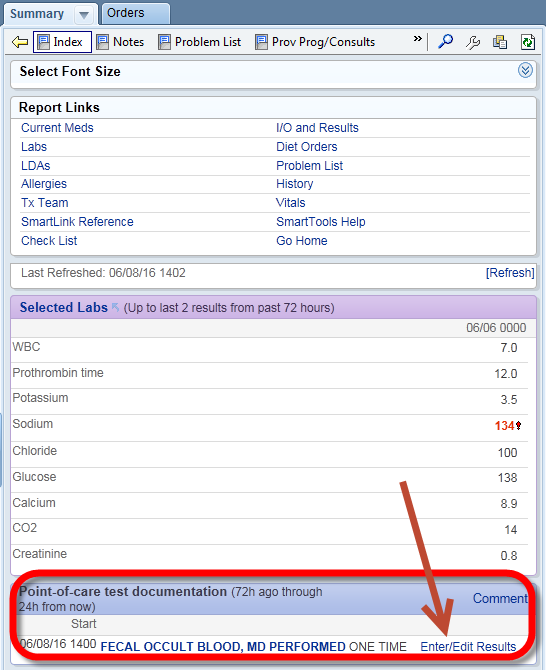 Summary Orders
Index Notes Problem List Prov Prog/Consults »
Select Font Size
Report Links
Current Meds I/O and Results
Labs Diet Orders
LDAs Problem List
Allergies History
Tx Team Vitals
SmartLink Reference SmartTools Help
Check List Go Home
Last Refreshed: 06/08/16 1402 [Refresh]
Selected Labs (Up to last 2 results from past 72 hours)
06/06 0000
WBC 7.0
Prothrombin time 12.0
Potassium 3.5
Sodium 134!
Chloride 100
Glucose 138
Calcium 8.9
CO2 14
Creatinine 0.8
Point-of-care test documentation (72h ago through
24h from now) Comment
Start
06/08/16 1400 FECAL OCCULT BLOOD, MD PERFORMED ONE TIME Enter/Edit Results